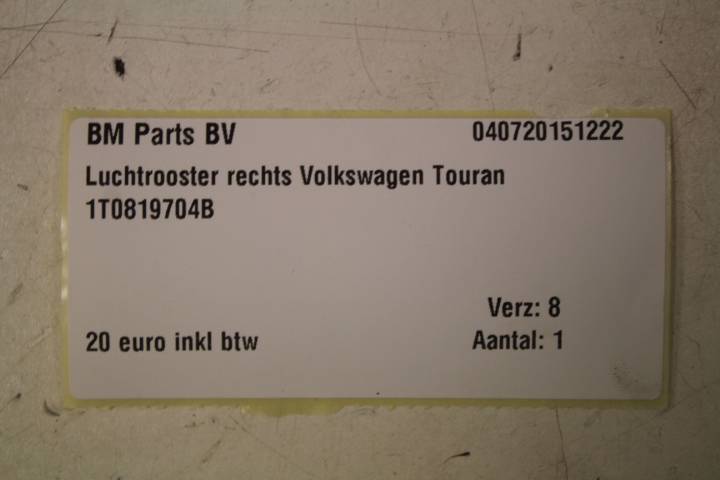 BM Parts BV 040720151222
Luchtrooster rechts Volkswagen Touran
1T0819704B
Verz: 8
20 euro inkl btw Aantal: 1